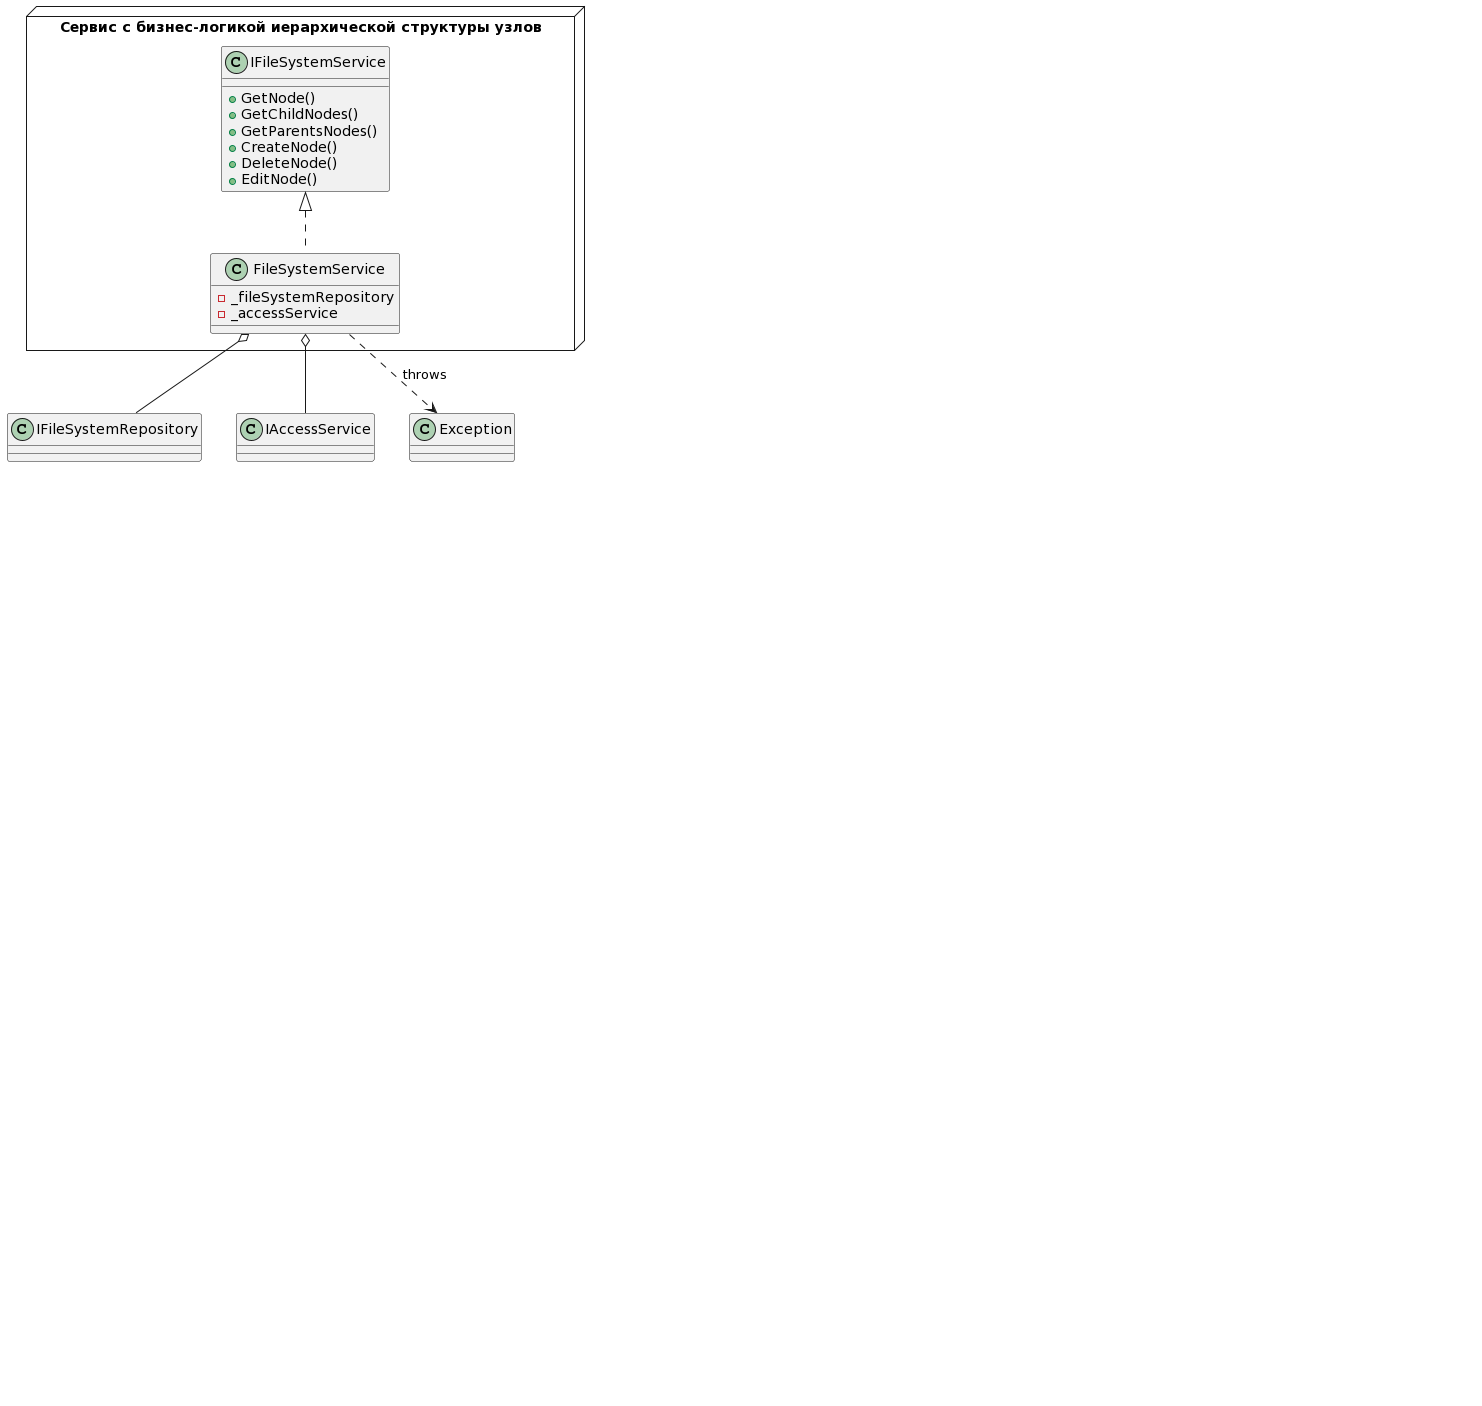 Сервис с бизнес-логикой иерархической структуры узлов
C IFileSystemService
GetNode()
GetChildNodes()
GetParentsNodes()
CreateNode()
DeleteNode()
EditNode()
C FileSystemService
_fileSystemRepository
_accessService
throws
C IFileSystemRepository
C IAccessService
C Exception